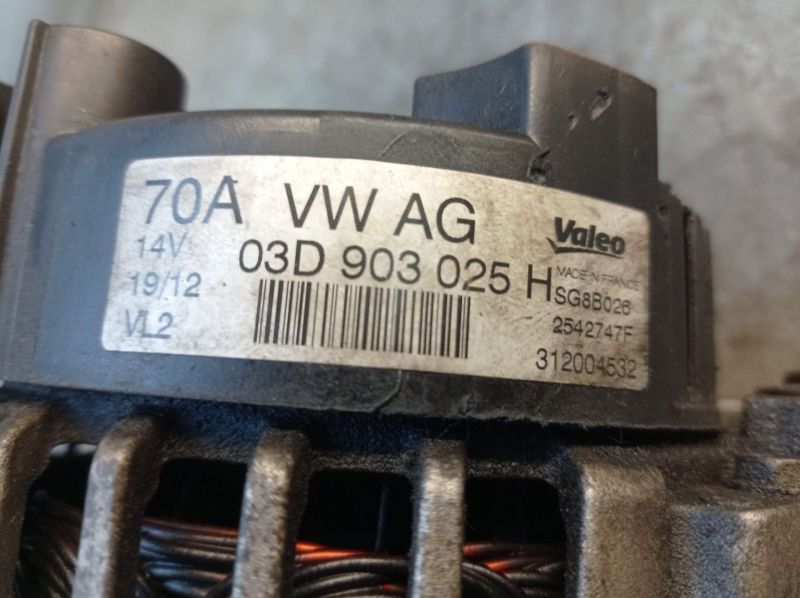 70A VW AG
14V 03D 903 025 H
19/12
VL2
Valeo
MADE IN FRANCE
SG8B026
2542747F
312004532